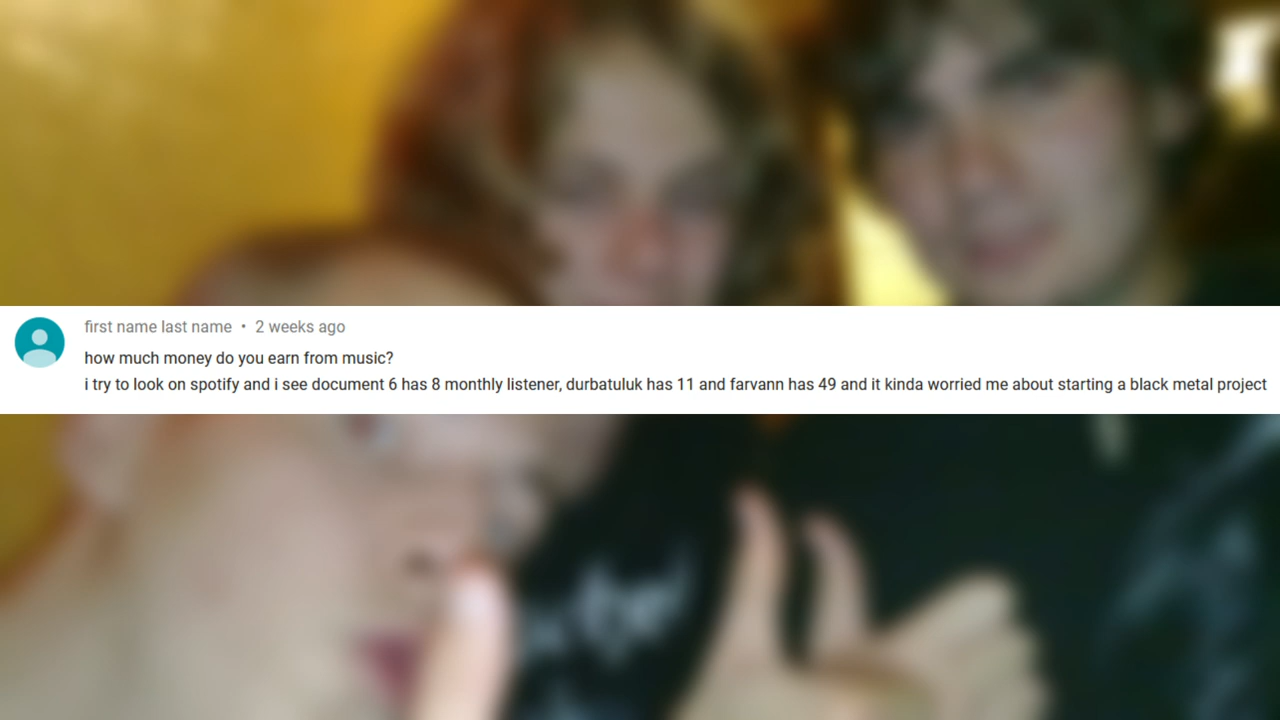 first name last name • 2 weeks ago
how much money do you earn from music?
i try to look on spotify and i see document 6 has 8 monthly listener, durbatuluk has 11 and farvann has 49 and it kinda worried me about starting a black metal project